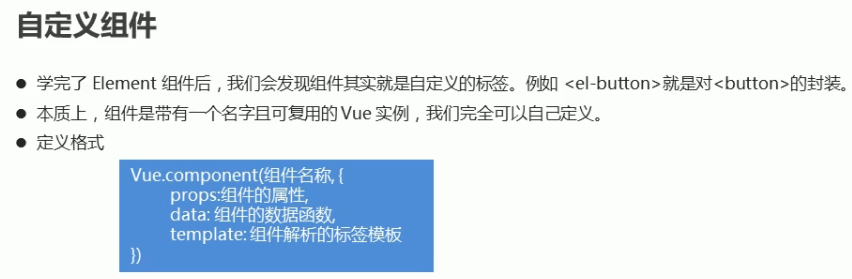 自定义组件
● 学完了 Element 组件后，我们会发现组件其实就是自定义的标签。例如 <el-button>就是对<button>的封装。
● 本质上，组件是带有一个名字且可复用的 Vue 实例，我们完全可以自己定义。
● 定义格式
Vue.component(组件名称, {
props:组件的属性,
data: 组件的数据函数,
template: 组件解析的标签模板
})